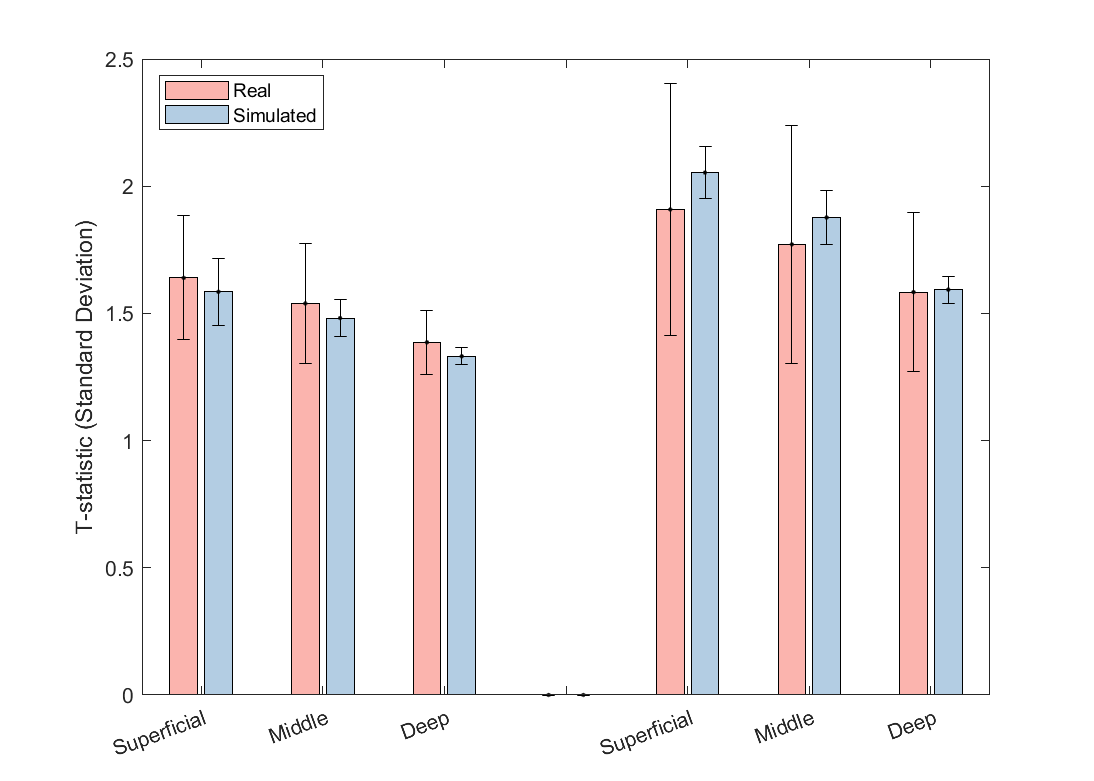 Real
Simulated
T-statistic (Standard Deviation)
2.5
2
1.5
1
0.5
0
Superficial
Middle
Deep
Superficial
Middle
Deep